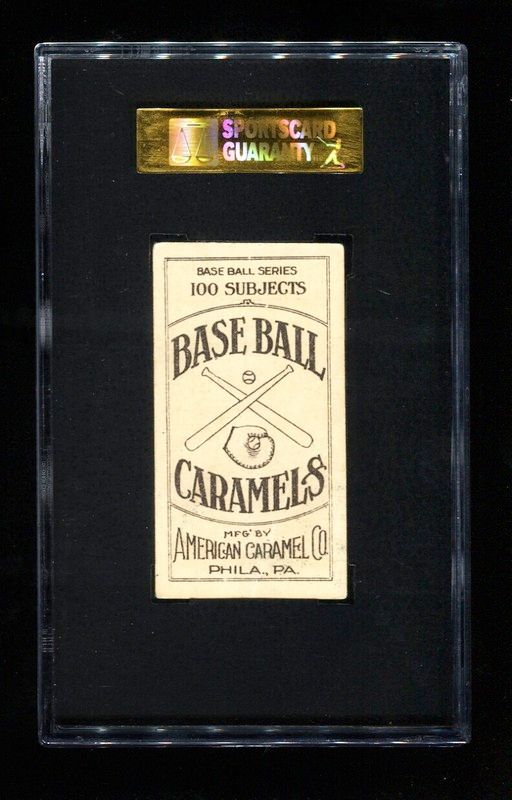 SPORTSCARD
GUARANTY
BASE BALL SERIES
100 SUBJECTS
BASE BALL
CARAMELS
MFG' BY
AMERICAN CARAMEL CO.
PHILA., PA.